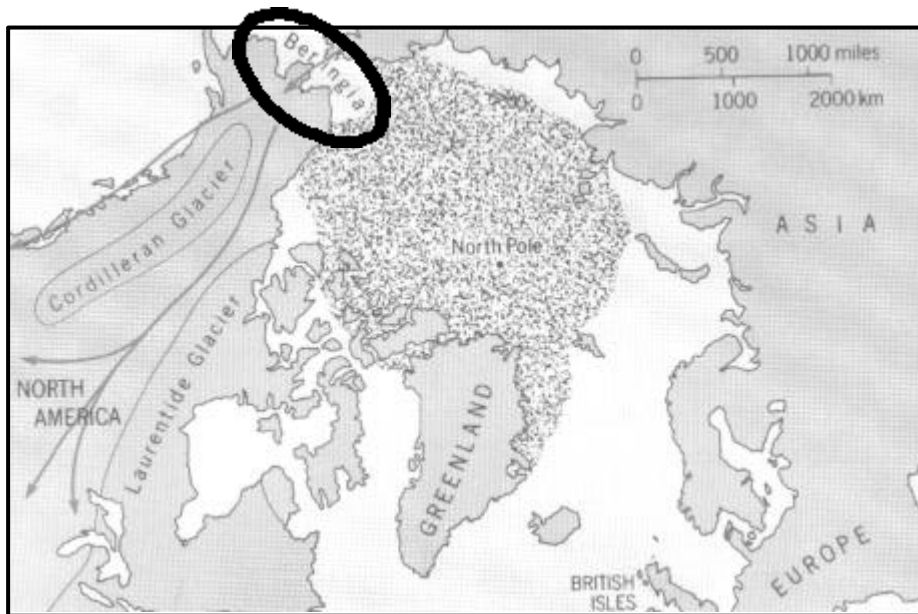 Beringia
0 500 1000 miles
0 1000 2000 km
Cordilleran Glacier
North Pole
ASIA
Laurentide Glacier
NORTH
AMERICA
GREENLAND
EUROPE
BRITISH
ISLES